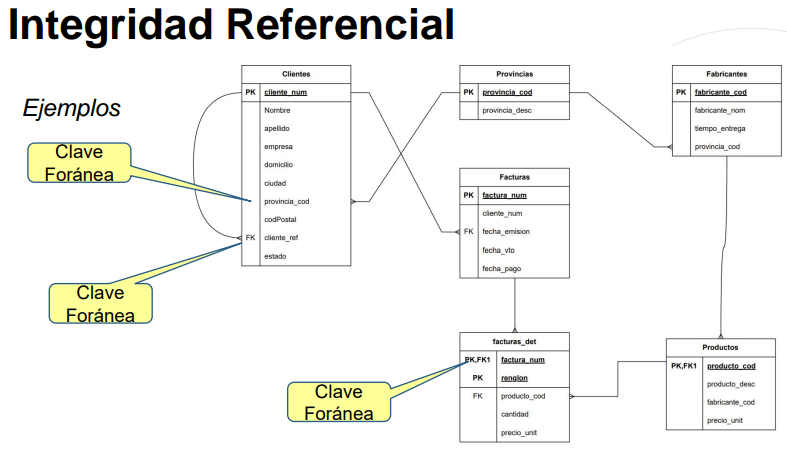 Integridad Referencial
Ejemplos
Clave
Foránea
Clave
Foránea
Clave
Foránea
Clientes
PK cliente_num
Nombre
apellido
empresa
domicilio
ciudad
provincia_cod
codPostal
FK cliente_ref
estado
Provincias
PK provincia_cod
provincia_desc
Fabricantes
PK fabricante_cod
fabricante_nom
tiempo_entrega
provincia_cod
Facturas
PK factura_num
cliente_num
FK fecha_emision
fecha_vto
fecha_pago
facturas_det
PK,FK1 factura_num
PK renglon
FK producto_cod
cantidad
precio_unit
Productos
PK,FK1 producto_cod
producto_desc
fabricante_cod
precio_unit